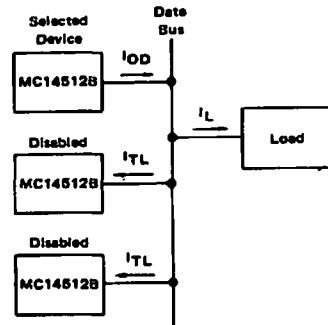 Selected
Device
Data
Bus
IOD
MC14512B
IL
Load
Disabled
ITL
MC14512B
Disabled
ITL
MC14512B